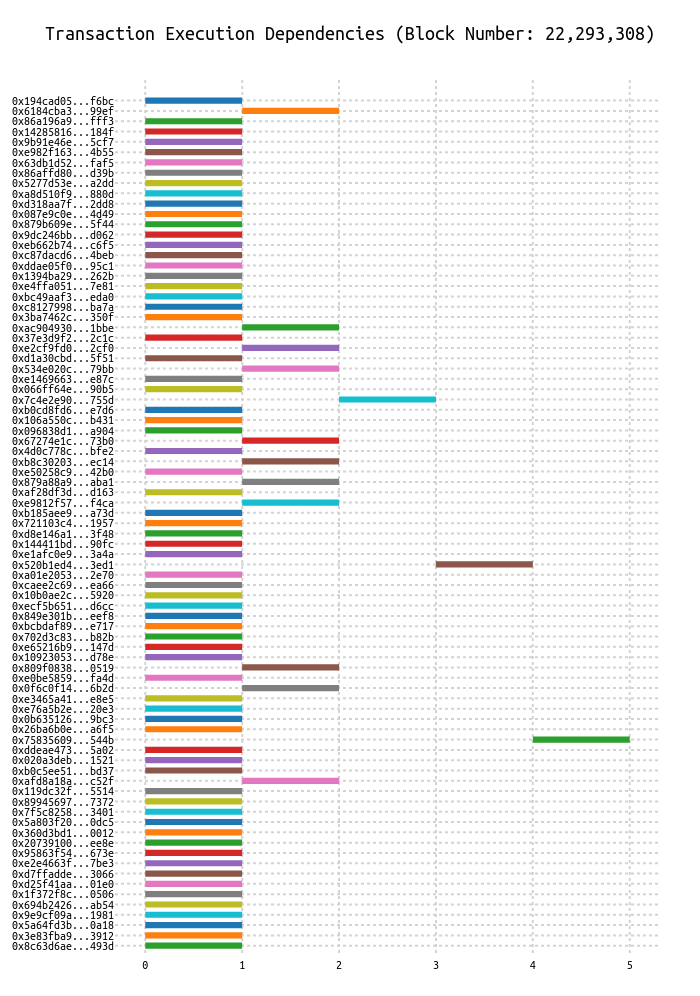 Transaction Execution Dependencies (Block Number: 22,293,308)
0x194cad05...f6bc
0x6184cba3...99ef
0x86a196a9...fff3
0x14285816...184f
0x9b91e46e...5cf7
0xe982f163...4b55
0x63db1d52...faf5
0x86affd80...d39b
0x5277d53e...a2dd
0xa8d510f9...880d
0xd318aa7f...2dd8
0x087e9c0e...4d49
0x879b609e...5f44
0x9dc246bb...d062
0xeb662b74...c6f5
0xc87dacd6...4beb
0xddae05f0...95c1
0x1394ba29...262b
0xe4ffa051...7e81
0xbc49aaf3...eda0
0xc8127998...ba7a
0x3ba7462c...350f
0xac904930...1bbe
0x37e3d9f2...2c1c
0xe2cf9fd0...2cf0
0xd1a30cbd...5f51
0x534e020c...79bb
0xe1469663...e87c
0x066ff64e...90b5
0x7c4e2e90...755d
0xb0cd8fd6...e7d6
0x106a550c...b431
0x096838d1...a904
0x67274e1c...73b0
0x4d0c778c...bfe2
0xb8c30203...ec14
0xe50258c9...42b0
0x879a88a9...aba1
0xaf28df3d...d163
0xe9812f57...f4ca
0xb185aee9...a73d
0x721103c4...1957
0xd8e146a1...3f48
0x144411bd...90fc
0xe1afc0e9...3a4a
0x520b1ed4...3ed1
0xa01e2053...2e70
0xcaee2c69...ea66
0x10b0ae2c...5920
0xecf5b651...d6cc
0x849e301b...eef8
0xbcbdaf89...e717
0x702d3c83...b82b
0xe65216b9...147d
0x10923053...d78e
0x809f0838...0519
0xe0be5859...fa4d
0x0f6c0f14...6b2d
0xe3465a41...e8e5
0xe76a5b2e...20e3
0x0b635126...9bc3
0x26ba6b0e...a6f5
0x75835609...544b
0xddeae473...5a02
0x020a3deb...1521
0xb0c5ee51...bd37
0xafd8a18a...c52f
0x119dc32f...5514
0x89945697...7372
0x7f5c8258...3401
0x5a803f20...0dc5
0x360d3bd1...0012
0x20739100...ee8e
0x95863f54...673e
0xe2e4663f...7be3
0xd7ffadde...3066
0xd25f41aa...01e0
0x1f372f8c...0506
0x694b2426...ab54
0x9e9cf09a...1981
0x5a64fd3b...0a18
0x3e83fba9...3912
0x8c63d6ae...493d
0 1 2 3 4 5